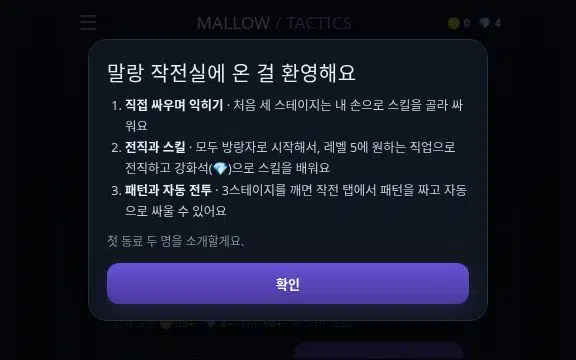 MALLOW / TACTICS
0 4
말랑 작전실에 온 걸 환영해요
1. 직접 싸우며 익히기 · 처음 세 스테이지는 내 손으로 스킬을 골라 싸
워요
2. 전직과 스킬 · 모두 방랑자로 시작해서, 레벨 5에 원하는 직업으로
전직하고 강화석(💎)으로 스킬을 배워요
3. 패턴과 자동 전투 · 3스테이지를 깨면 작전 탭에서 패턴을 짜고 자동
으로 싸울 수 있어요
첫 동료 두 명을 소개할게요.
확인